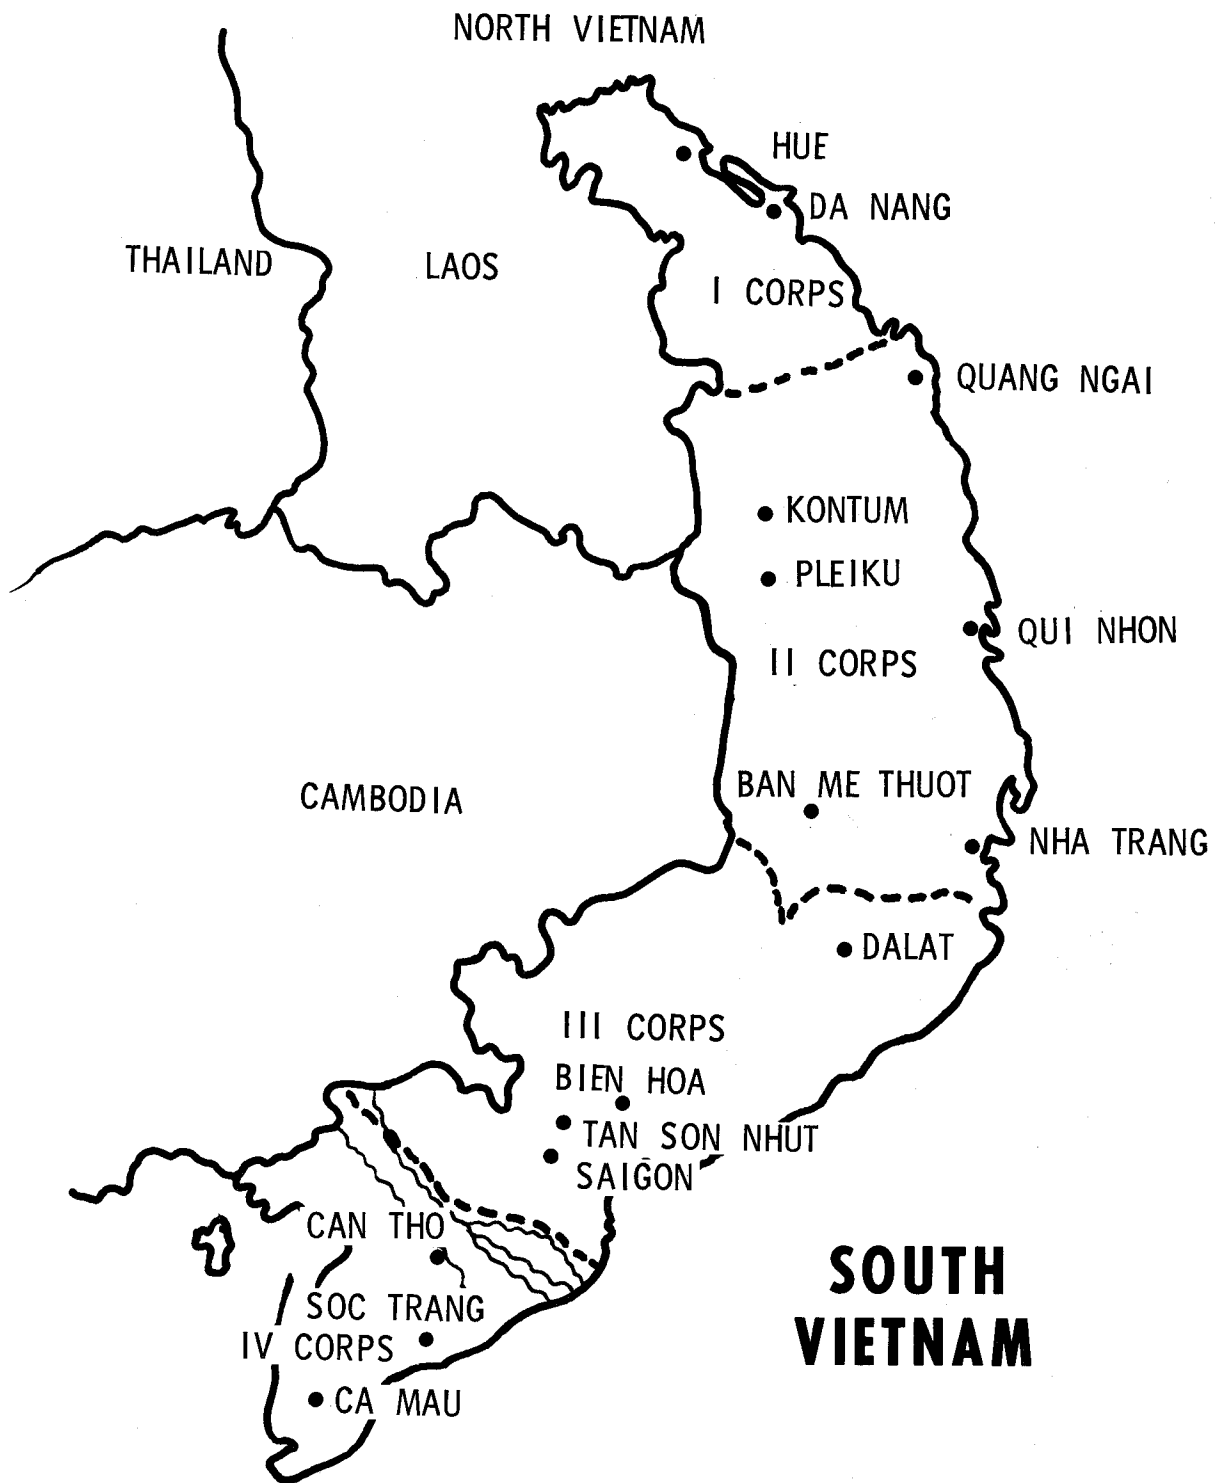 NORTH VIETNAM
HUE
DA NANG
THAILAND
LAOS
I CORPS
QUANG NGAI
KONTUM
PLEIKU
QUI NHON
II CORPS
BAN ME THUOT
CAMBODIA
NHA TRANG
DALAT
III CORPS
BIEN HOA
TAN SON NHUT
SAIGON
CAN THO
SOC TRANG
IV CORPS
CA MAU
SOUTH
VIETNAM